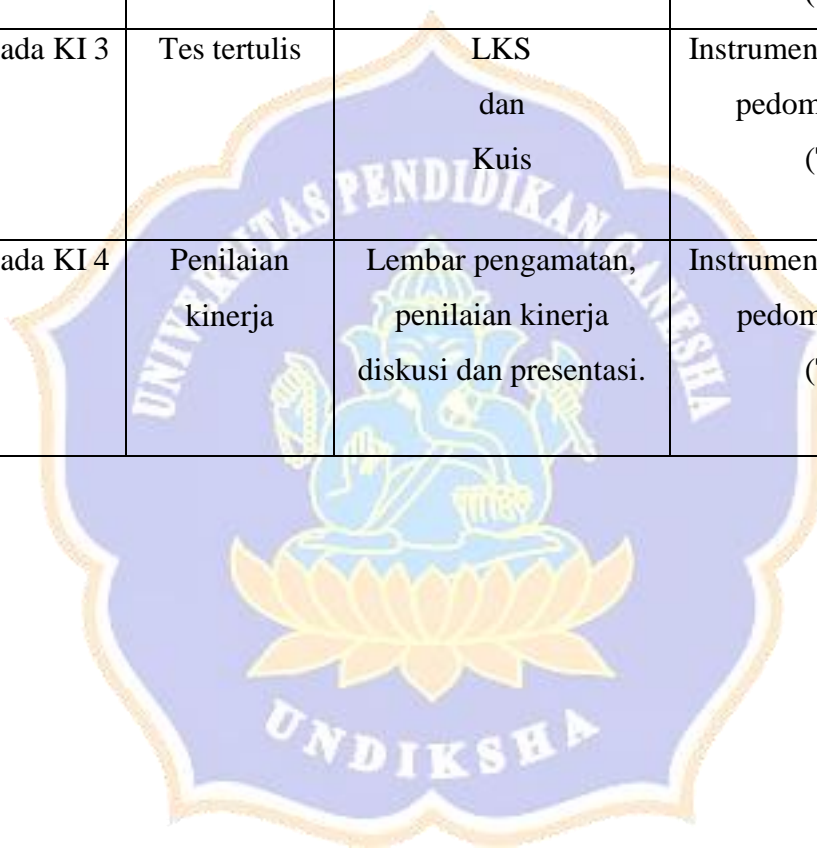 ada KI 3 Tes tertulis LKS Instrumen
dan pedom
Kuis (
ada KI 4 Penilaian Lembar pengamatan, Instrumen
kinerja penilaian kinerja pedom
diskusi dan presentasi. (
UNIVERSITAS PENDIDIKAN GANESHA
UNDIKSHA